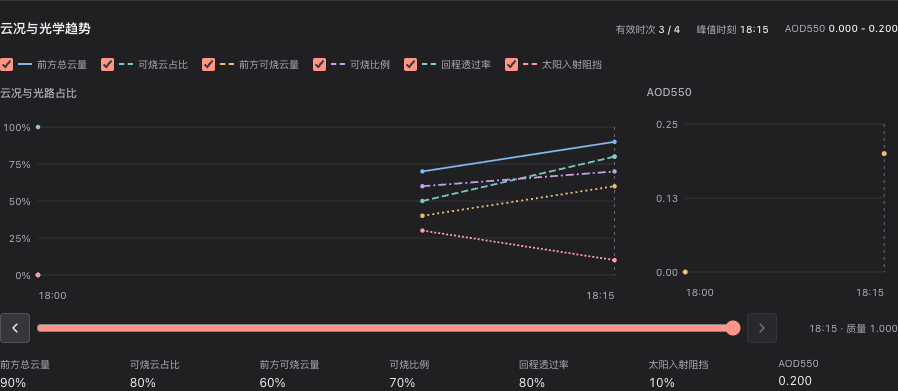 云况与光学趋势
有效时次 3 / 4 峰值时刻 18:15 AOD550 0.000 - 0.200
前方总云量 可烧云占比 前方可烧云量 可烧比例 回程透过率 太阳入射阻挡
云况与光路占比 AOD550
100%
75%
50%
25%
0%
18:00 18:15
0.25
0.13
0.00
18:00 18:15
18:15 · 质量 1.000
前方总云量 可烧云占比 前方可烧云量 可烧比例 回程透过率 太阳入射阻挡 AOD550
90% 80% 60% 70% 80% 10% 0.200